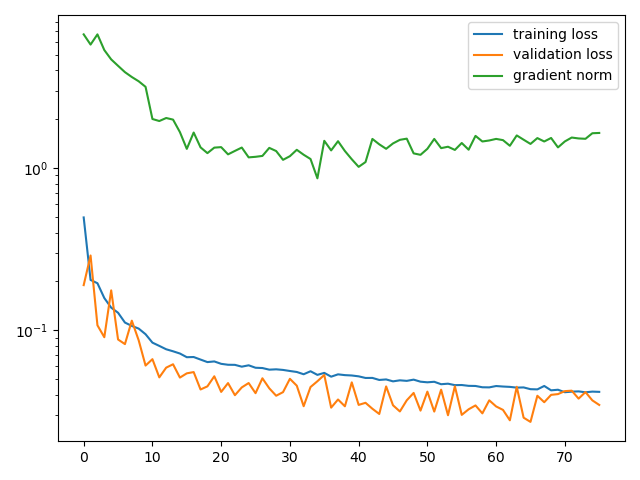 training loss
validation loss
gradient norm
10⁰
10⁻¹
0 10 20 30 40 50 60 70